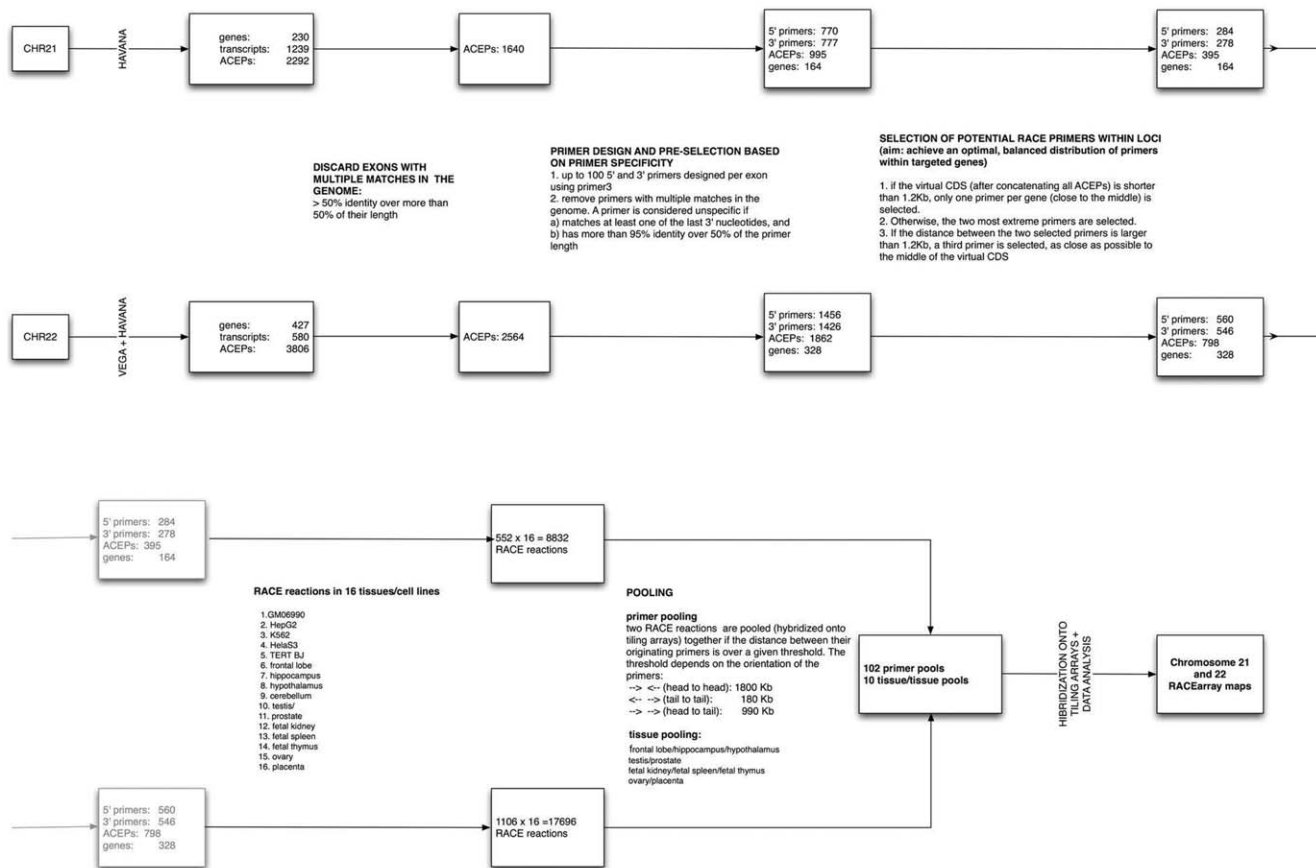 CHR21
HAVANA
genes: 230
transcripts: 1239
ACEPs: 2292
ACEPs: 1640
5' primers: 770
3' primers: 777
ACEPs: 995
genes: 164
5' primers: 284
3' primers: 278
ACEPs: 395
genes: 164
DISCARD EXONS WITH
MULTIPLE MATCHES IN THE
GENOME:
> 50% identity over more than
50% of their length
PRIMER DESIGN AND PRE-SELECTION BASED
ON PRIMER SPECIFICITY
1. up to 100 5' and 3' primers designed per exon
using primer3
2. remove primers with multiple matches in the
genome. A primer is considered unspecific if
a) matches at least one of the last 3' nucleotides, and
b) has more than 95% identity over 50% of the primer
length
SELECTION OF POTENTIAL RACE PRIMERS WITHIN LOCI
(aim: achieve an optimal, balanced distribution of primers
within targeted genes)
1. if the virtual CDS (after concatenating all ACEPs) is shorter
than 1.2Kb, only one primer per gene (close to the middle) is
selected.
2. Otherwise, the two most extreme primers are selected.
3. If the distance between the two selected primers is larger
than 1.2Kb, a third primer is selected, as close as possible to
the middle of the virtual CDS
CHR22
VEGA + HAVANA
genes: 427
transcripts: 580
ACEPs: 3806
ACEPs: 2564
5' primers: 1456
3' primers: 1426
ACEPs: 1862
genes: 328
5' primers: 560
3' primers: 546
ACEPs: 798
genes: 328
5' primers: 284
3' primers: 278
ACEPs: 395
genes: 164
552 x 16 = 8832
RACE reactions
RACE reactions in 16 tissues/cell lines
1.GM06990
2. HepG2
3. K562
4. HelaS3
5. TERT BJ
6. frontal lobe
7. hippocampus
8. hypothalamus
9. cerebellum
10. testis/
11. prostate
12. fetal kidney
13. fetal spleen
14. fetal thymus
15. ovary
16. placenta
POOLING
primer pooling
two RACE reactions are pooled (hybridized onto
tiling arrays) together if the distance between their
originating primers is over a given threshold. The
threshold depends on the orientation of the
primers:
--> <-- (head to head): 1800 Kb
<-- --> (tail to tail): 180 Kb
--> --> (head to tail): 990 Kb
tissue pooling:
frontal lobe/hippocampus/hypothalamus
testis/prostate
fetal kidney/fetal spleen/fetal thymus
ovary/placenta
102 primer pools
10 tissue/tissue pools
HIBRIDIZATION ONTO
TILING ARRAYS +
DATA ANALYSIS
Chromosome 21
and 22
RACEarray maps
5' primers: 560
3' primers: 546
ACEPs: 798
genes: 328
1106 x 16 =17696
RACE reactions